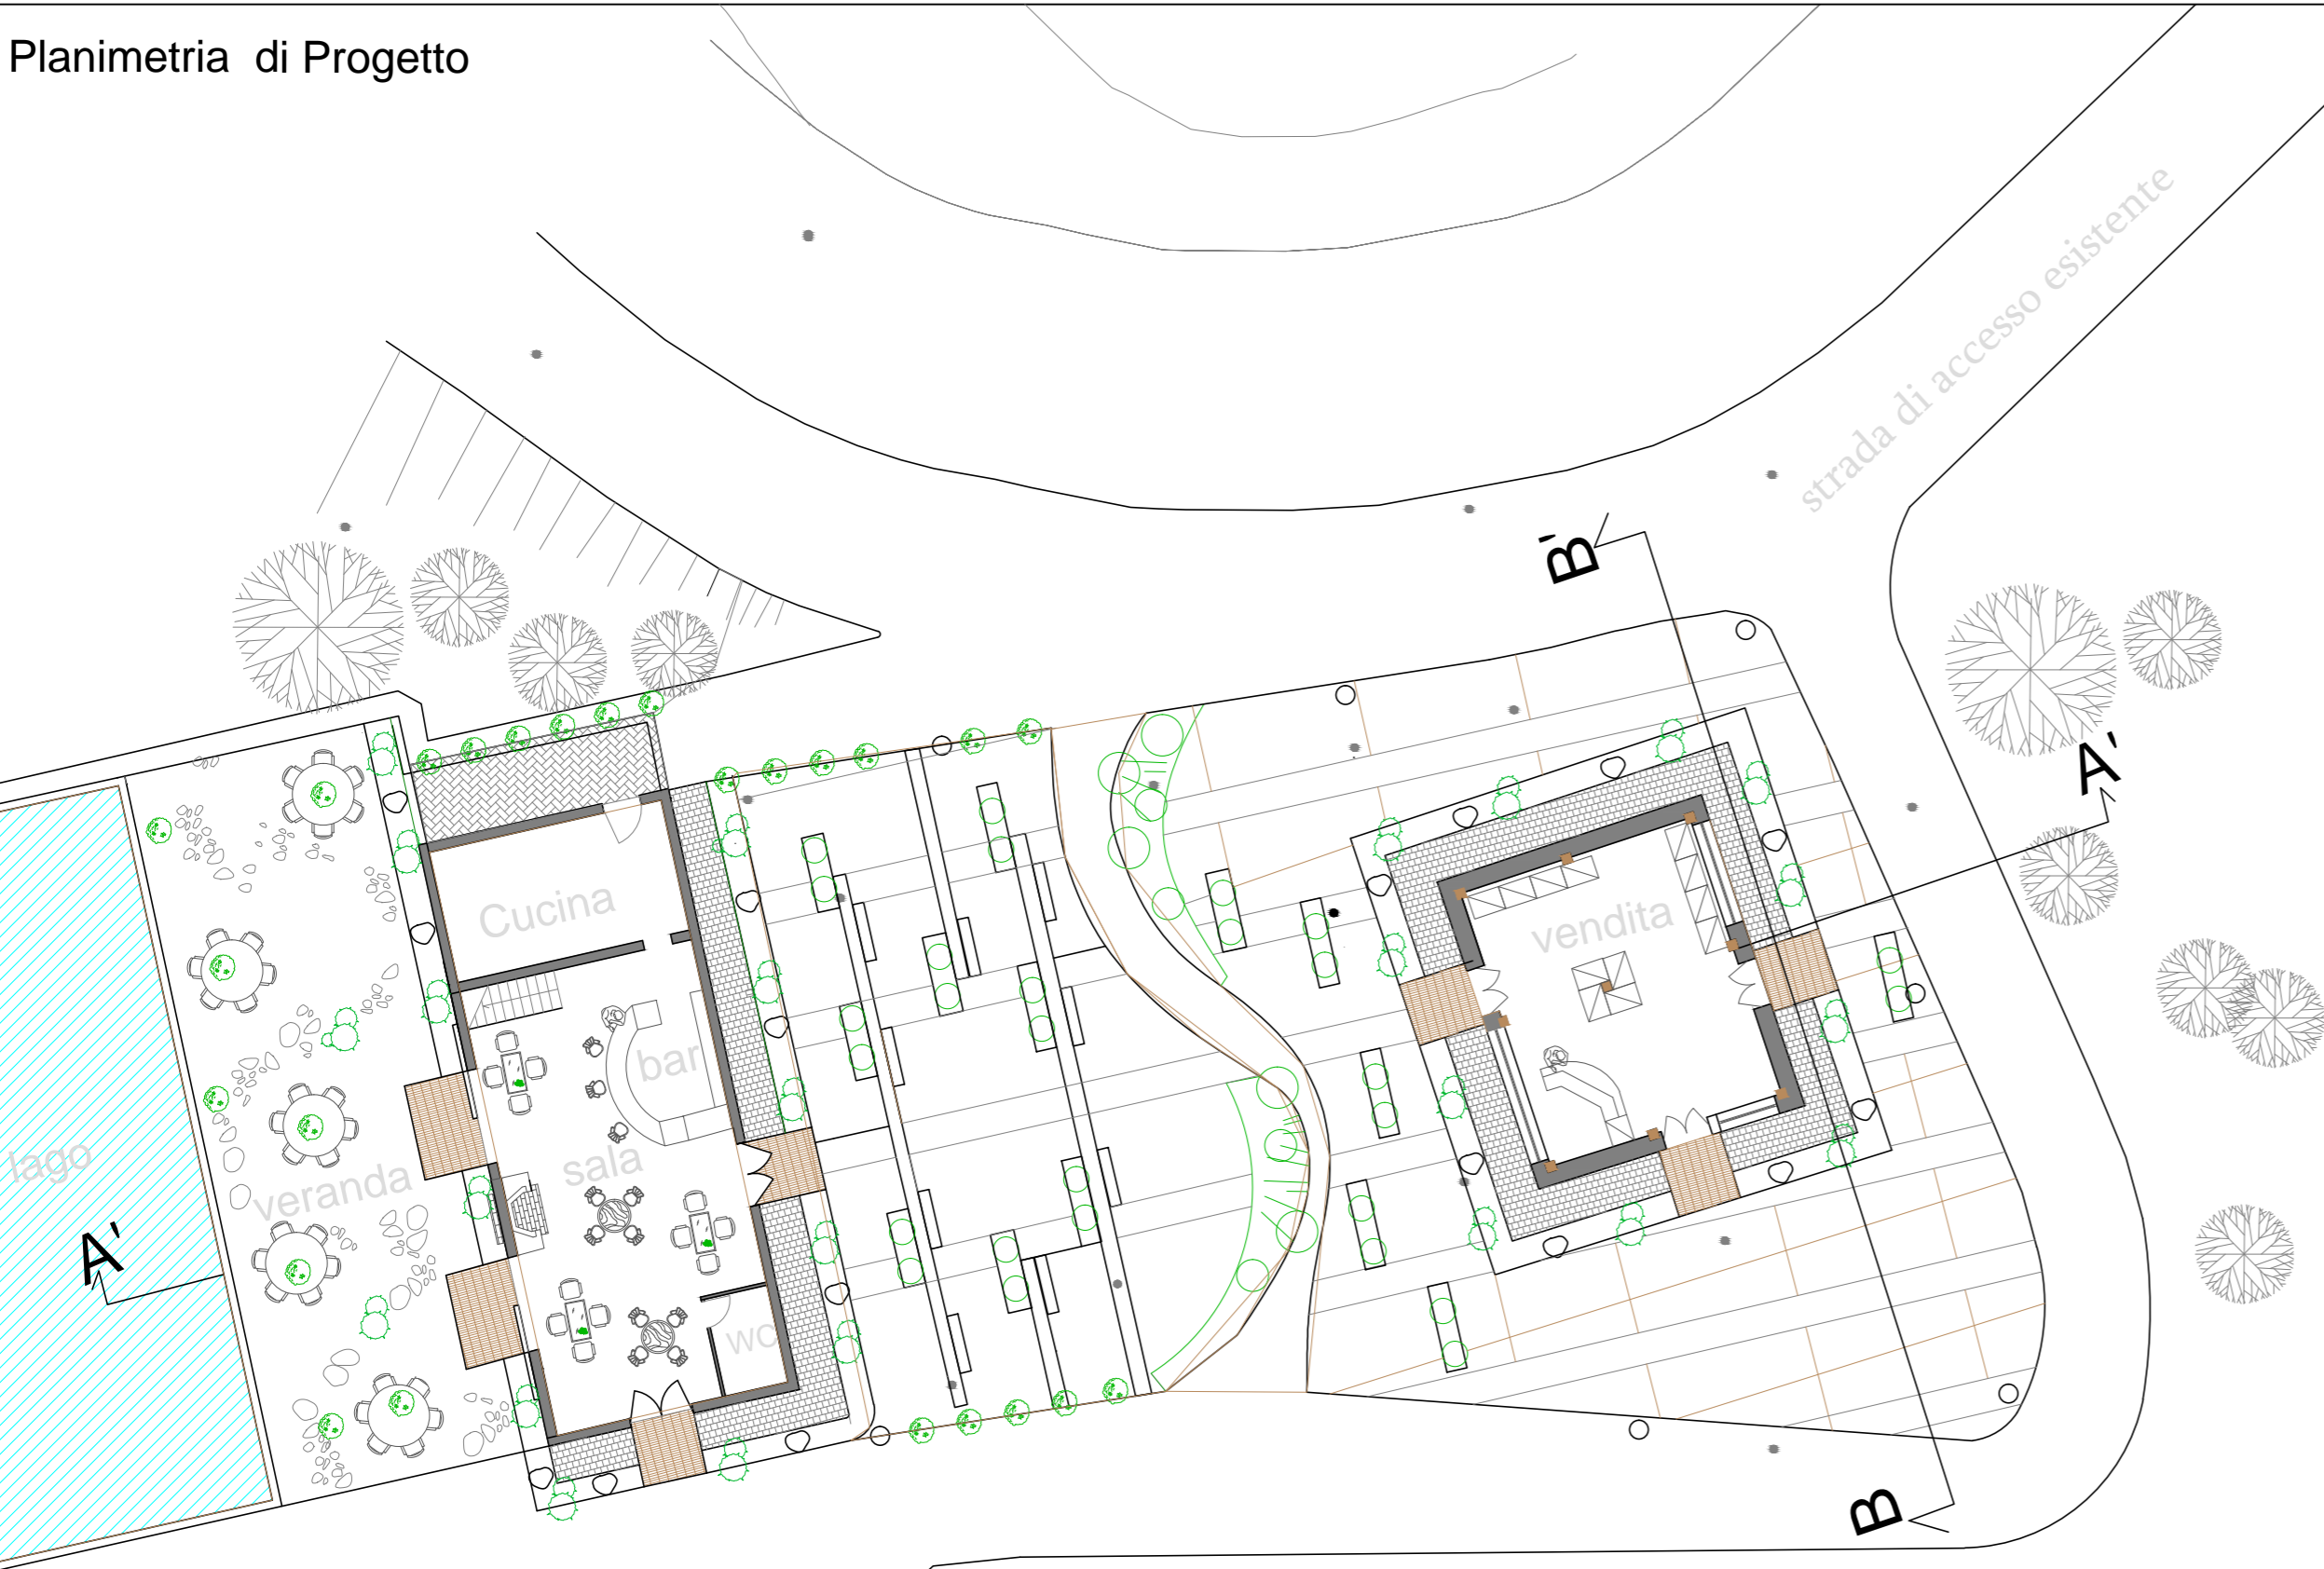 Planimetria di Progetto
strada di accesso esistente
B'
A'
Cucina
vendita
bar
sala
lago
veranda
A'
wc
B